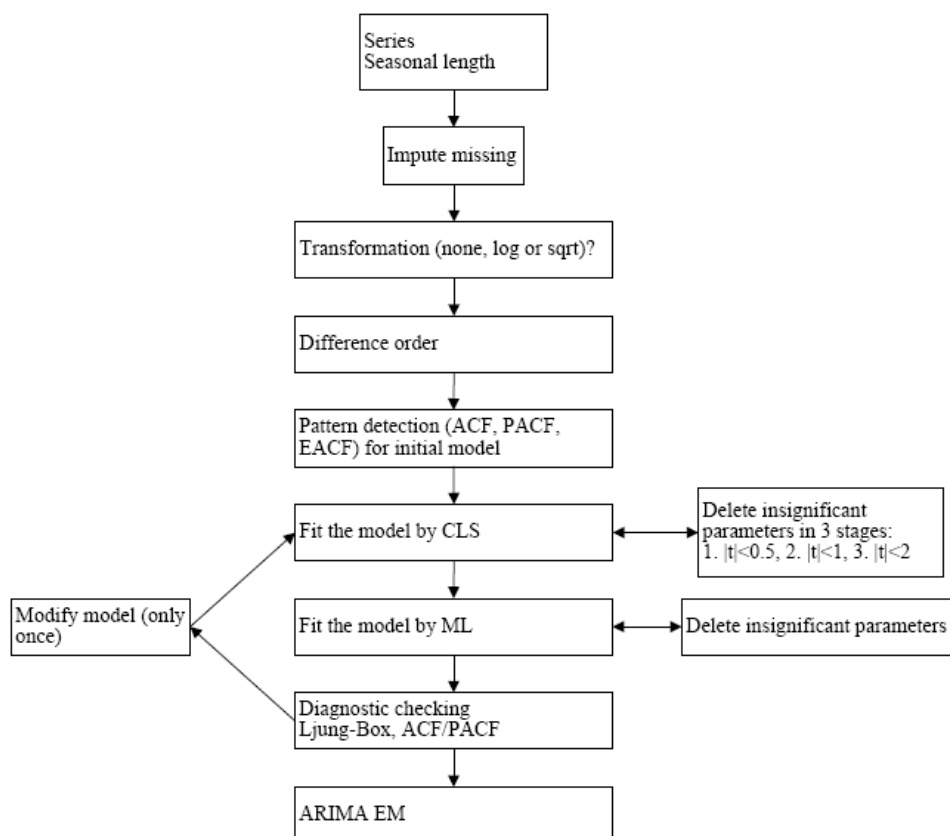 Series
Seasonal length
Impute missing
Transformation (none, log or sqrt)?
Difference order
Pattern detection (ACF, PACF,
EACF) for initial model
Fit the model by CLS
Delete insignificant
parameters in 3 stages:
1. |t|<0.5, 2. |t|<1, 3. |t|<2
Modify model (only
once)
Fit the model by ML
Delete insignificant parameters
Diagnostic checking
Ljung-Box, ACF/PACF
ARIMA EM